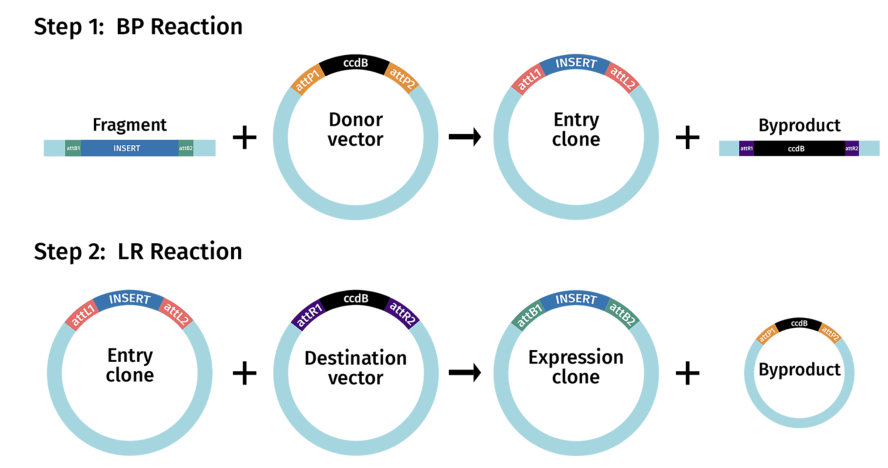 Step 1: BP Reaction
Fragment
attB1 INSERT attB2
+
attP1 ccdB attP2
Donor
vector
attL1 INSERT attL2
Entry
clone
+
Byproduct
attR1 ccdB attR2
Step 2: LR Reaction
attL1 INSERT attL2
Entry
clone
+
attR1 ccdB attR2
Destination
vector
attB1 INSERT attB2
Expression
clone
+
attP1 ccdB attP2
Byproduct